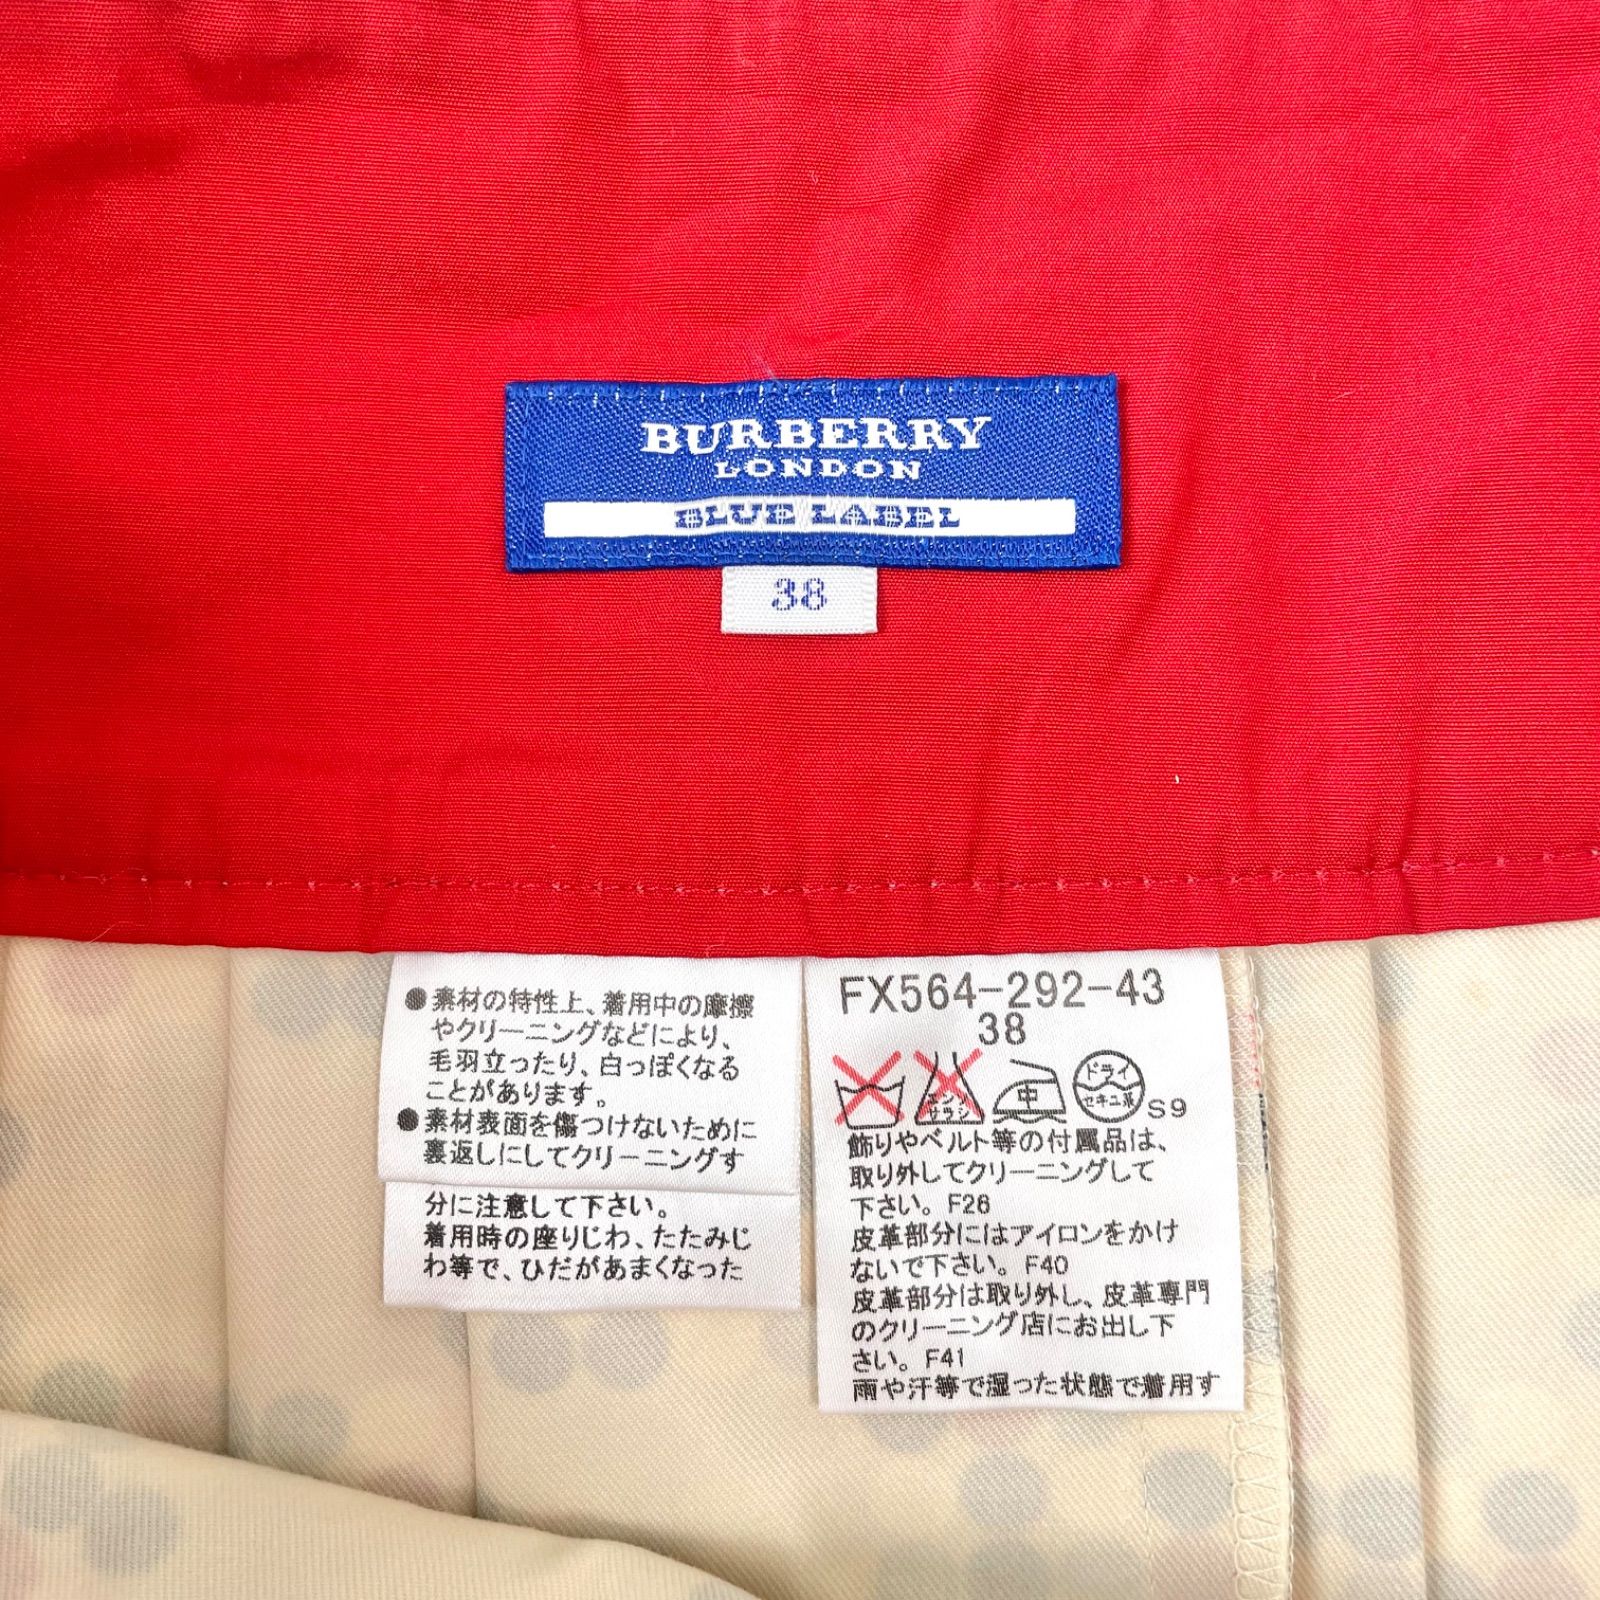 BURBERRY
LONDON
BLUE LABEL
38
●素材の特性上、着用中の摩擦
やクリーニングなどにより、
毛羽立ったり、白っぽくなる
ことがあります。
●素材表面を傷つけないために
裏返しにしてクリーニングす
分に注意して下さい。
着用時の座りじわ、たたみじ
わ等で、ひだがあまくなった
FX564-292-43
38
エンソ
サラシ
中
ドライ
セキユ系
S9
飾りやベルト等の付属品は、
取り外してクリーニングして
下さい。F26
皮革部分にはアイロンをかけ
ないで下さい。F40
皮革部分は取り外し、皮革専門
のクリーニング店にお出し下
さい。F41
雨や汗等で湿った状態で着用す